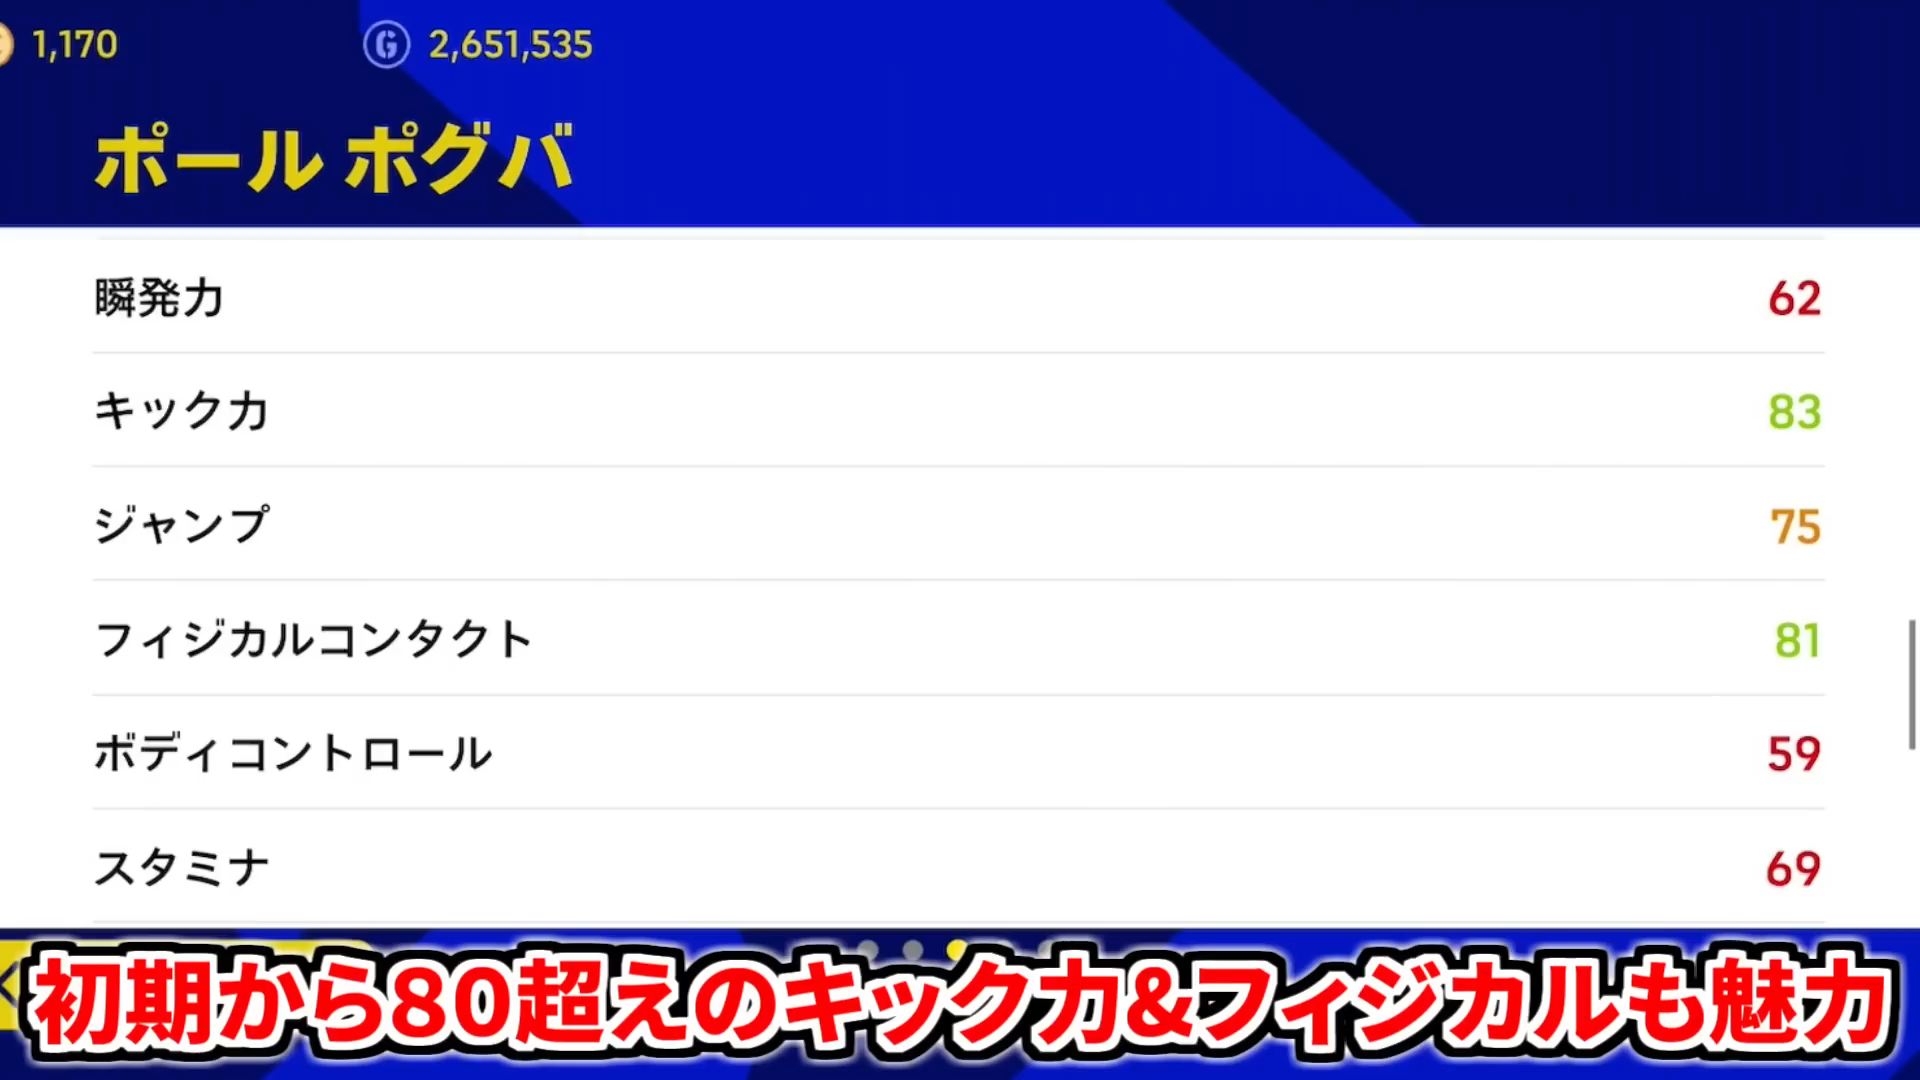 1,170
2,651,535
ポール ポグバ
瞬発力 62
キック力 83
ジャンプ 75
フィジカルコンタクト 81
ボディコントロール 59
スタミナ 69
初期から80超えのキック力&フィジカルも魅力